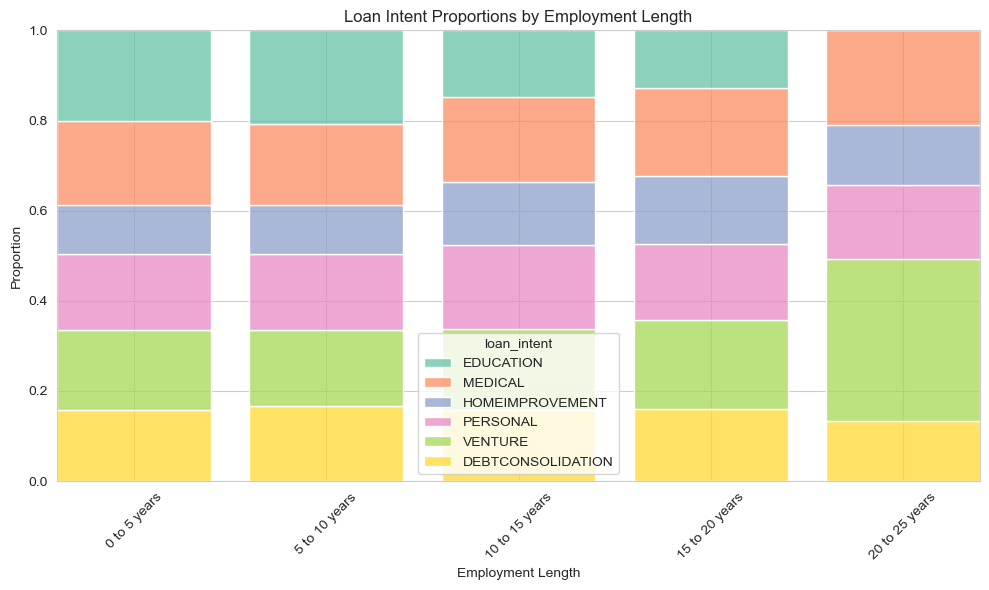 Loan Intent Proportions by Employment Length
Proportion
1.0
0.8
0.6
0.4
0.2
0.0
loan_intent
EDUCATION
MEDICAL
HOMEIMPROVEMENT
PERSONAL
VENTURE
DEBTCONSOLIDATION
0 to 5 years
5 to 10 years
10 to 15 years
15 to 20 years
20 to 25 years
Employment Length